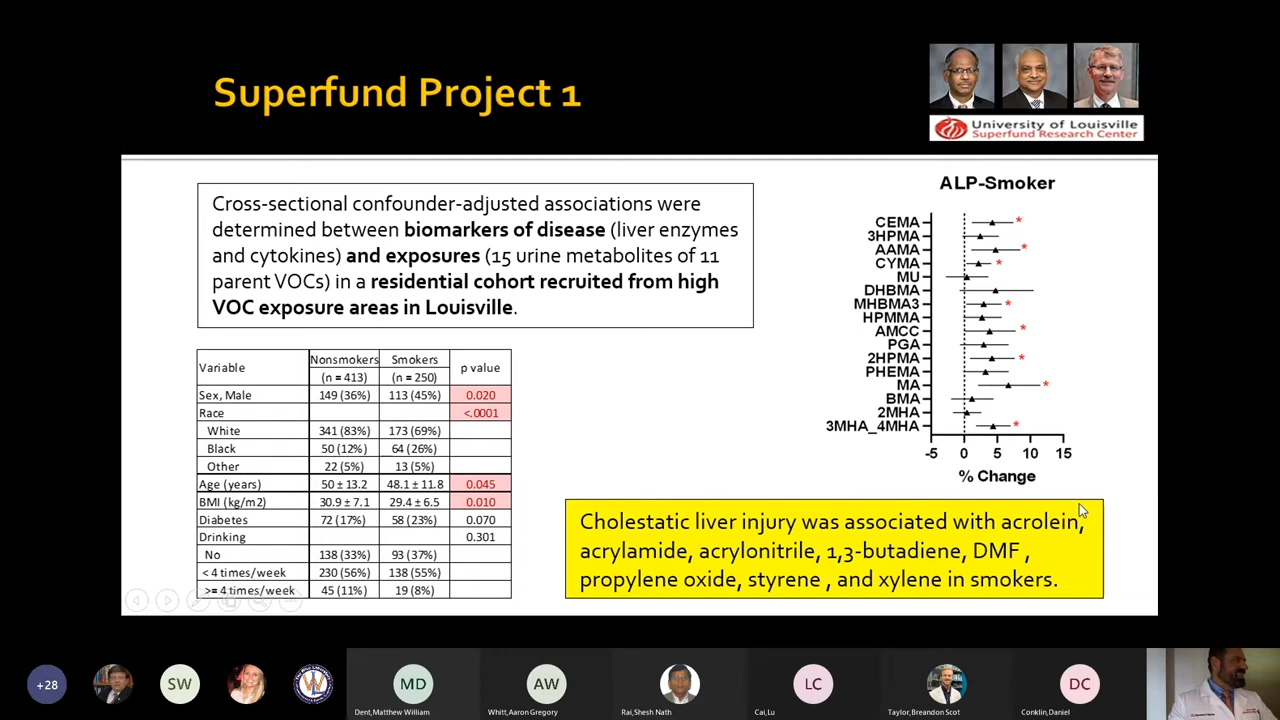 Superfund Project 1
University of Louisville
Superfund Research Center
Cross-sectional confounder-adjusted associations were
determined between biomarkers of disease (liver enzymes
and cytokines) and exposures (15 urine metabolites of 11
parent VOCs) in a residential cohort recruited from high
VOC exposure areas in Louisville.
Variable Nonsmokers Smokers p value
(n = 413) (n = 250)
Sex, Male 149 (36%) 113 (45%) 0.020
Race <.0001
White 341 (83%) 173 (69%)
Black 50 (12%) 64 (26%)
Other 22 (5%) 13 (5%)
Age (years) 50 ± 13.2 48.1 ± 11.8 0.045
BMI (kg/m2) 30.9 ± 7.1 29.4 ± 6.5 0.010
Diabetes 72 (17%) 58 (23%) 0.070
Drinking 0.301
No 138 (33%) 93 (37%)
< 4 times/week 230 (56%) 138 (55%)
>= 4 times/week 45 (11%) 19 (8%)
ALP-Smoker
CEMA *
3HPMA
AAMA *
CYMA *
MU
DHBMA
MHBMA3 *
HPMMA
AMCC *
PGA
2HPMA *
PHEMA
MA *
BMA
2MHA
3MHA_4MHA *
-5 0 5 10 15
% Change
Cholestatic liver injury was associated with acrolein,
acrylamide, acrylonitrile, 1,3-butadiene, DMF ,
propylene oxide, styrene , and xylene in smokers.
+28 SW MD AW LC DC
Dent,Matthew William Whitt,Aaron Gregory Rai,Shesh Nath Cai,Lu Taylor,Breandon Scot Conklin,Daniel